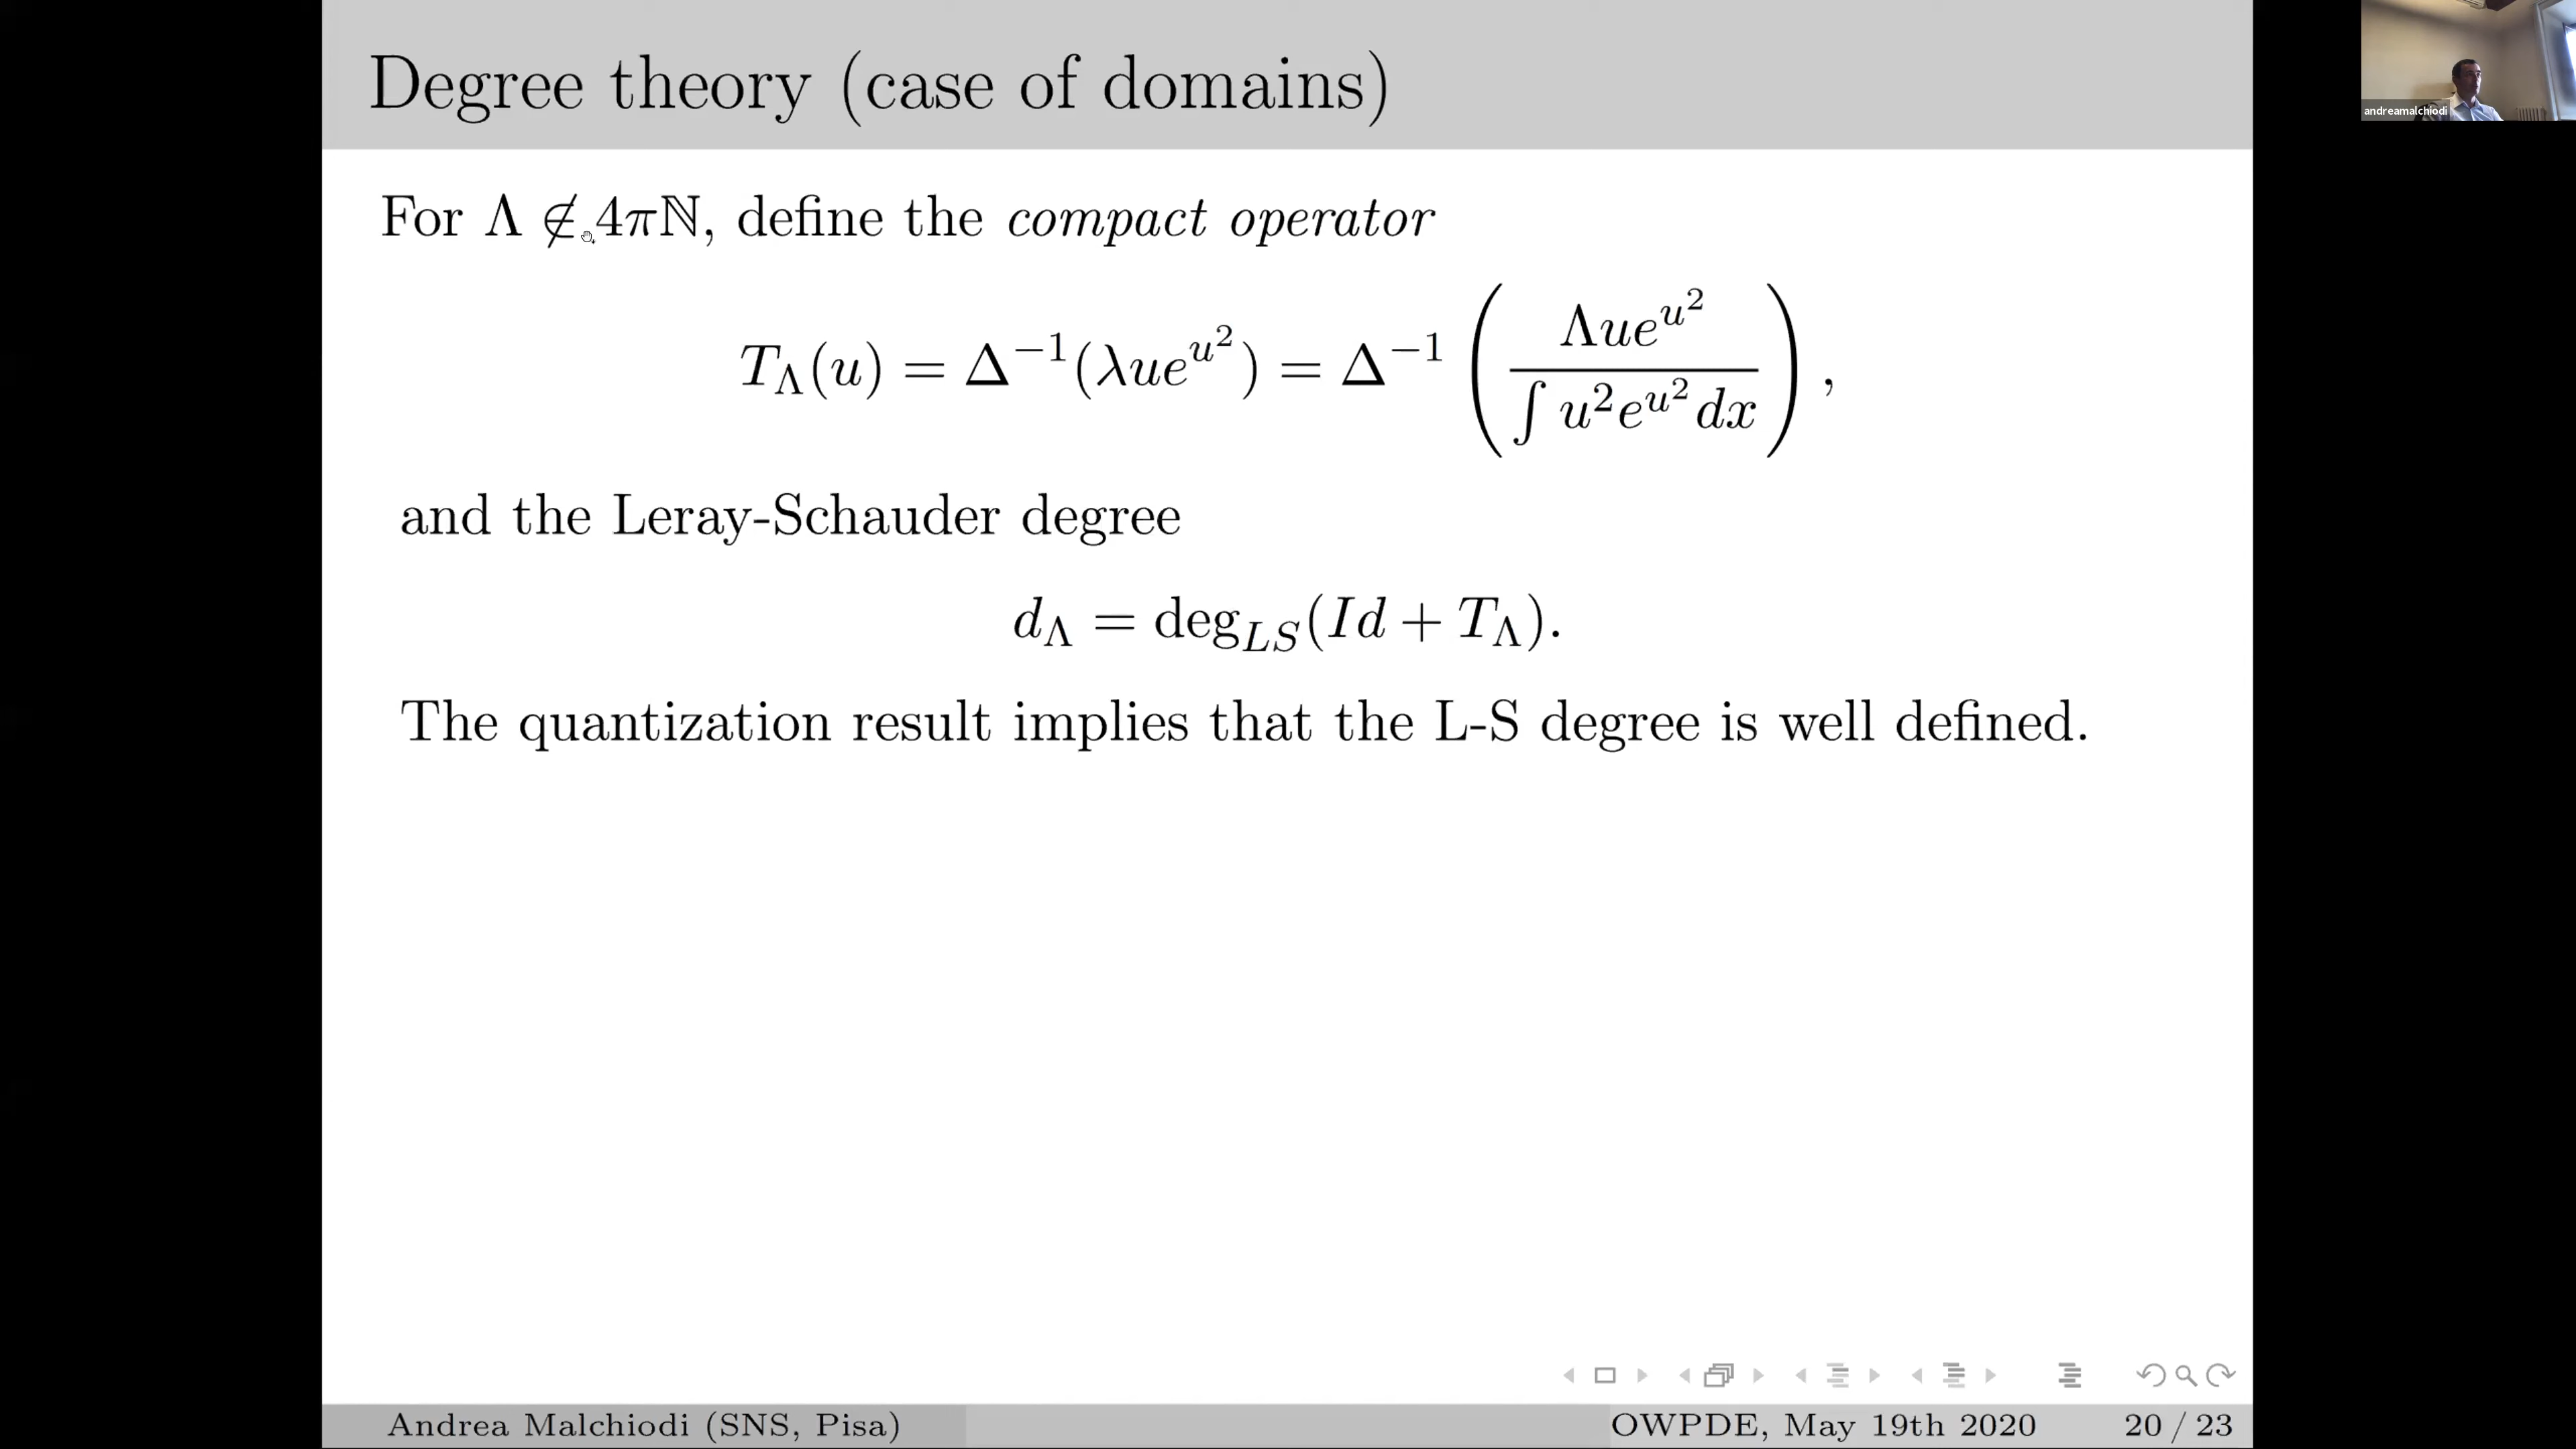 Degree theory (case of domains)
andreamalchiodi
For Λ ∉ 4πℕ, define the compact operator
T_Λ(u) = Δ^{−1}(λue^{u^2}) = Δ^{−1} ( Λue^{u^2} / ∫ u^2e^{u^2}dx ) ,
and the Leray-Schauder degree
d_Λ = deg_{LS}(Id + T_Λ).
The quantization result implies that the L-S degree is well defined.
Andrea Malchiodi (SNS, Pisa) OWPDE, May 19th 2020 20 / 23